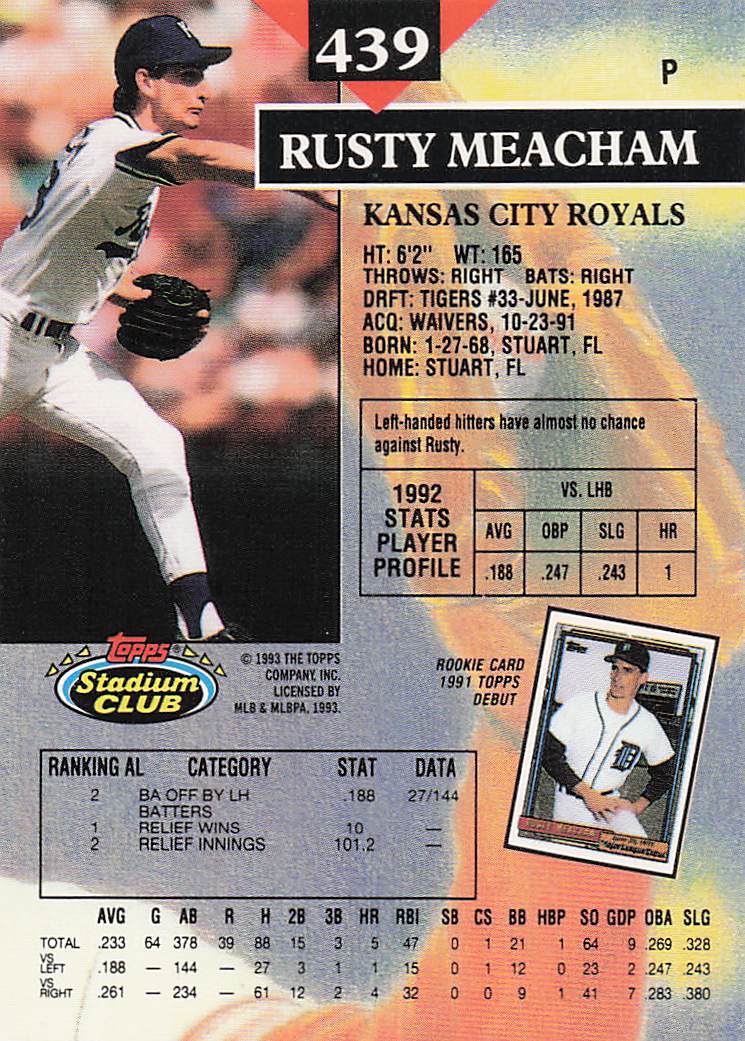 439
P
RUSTY MEACHAM
KANSAS CITY ROYALS
HT: 6'2" WT: 165
THROWS: RIGHT BATS: RIGHT
DRFT: TIGERS #33-JUNE, 1987
ACQ: WAIVERS, 10-23-91
BORN: 1-27-68, STUART, FL
HOME: STUART, FL
Left-handed hitters have almost no chance
against Rusty.
1992
STATS
PLAYER
PROFILE
VS. LHB
AVG OBP SLG HR
.188 .247 .243 1
Topps®
Stadium
CLUB
© 1993 THE TOPPS
COMPANY, INC.
LICENSED BY
MLB & MLBPA, 1993.
ROOKIE CARD
1991 TOPPS
DEBUT
RANKING AL CATEGORY STAT DATA
2 BA OFF BY LH .188 27/144
BATTERS
1 RELIEF WINS 10 —
2 RELIEF INNINGS 101.2 —
AVG G AB R H 2B 3B HR RBI SB CS BB HBP SO GDP OBA SLG
TOTAL .233 64 378 39 88 15 3 5 47 0 1 21 1 64 9 .269 .328
VS
LEFT .188 — 144 — 27 3 1 1 15 0 1 12 0 23 2 .247 .243
VS
RIGHT .261 — 234 — 61 12 2 4 32 0 0 9 1 41 7 .283 .380